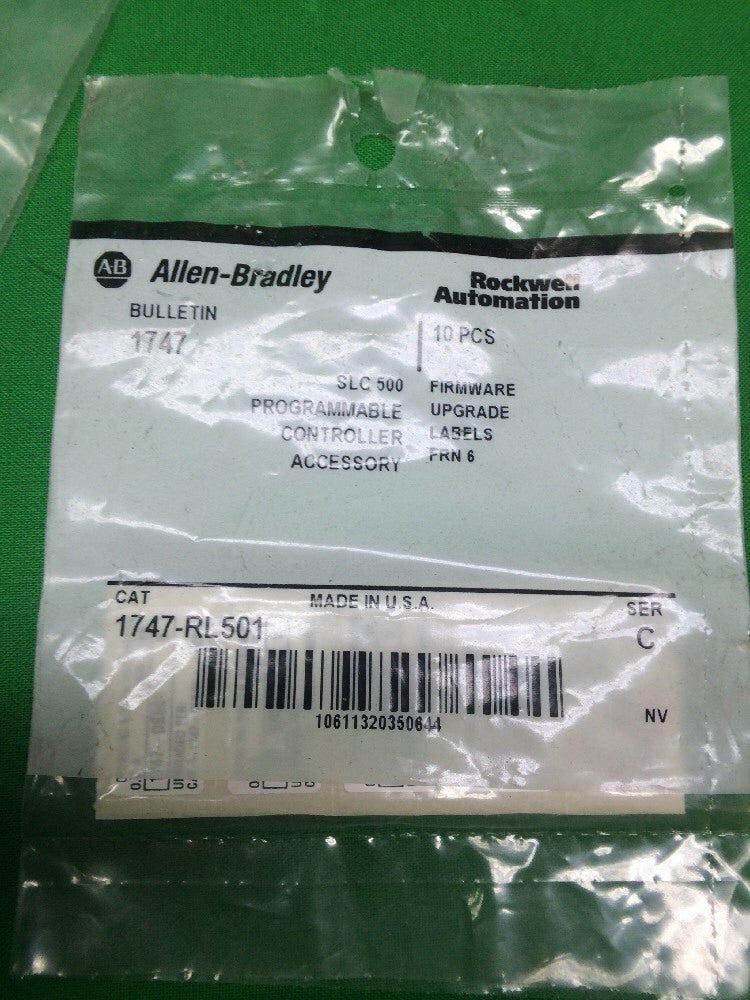 AB Allen-Bradley
Rockwell Automation
BULLETIN
1747
10 PCS
SLC 500
PROGRAMMABLE
CONTROLLER
ACCESSORY
FIRMWARE
UPGRADE
LABELS
FRN 6
CAT
MADE IN U.S.A.
SER
1747-RL501
C
10611320350644
NV